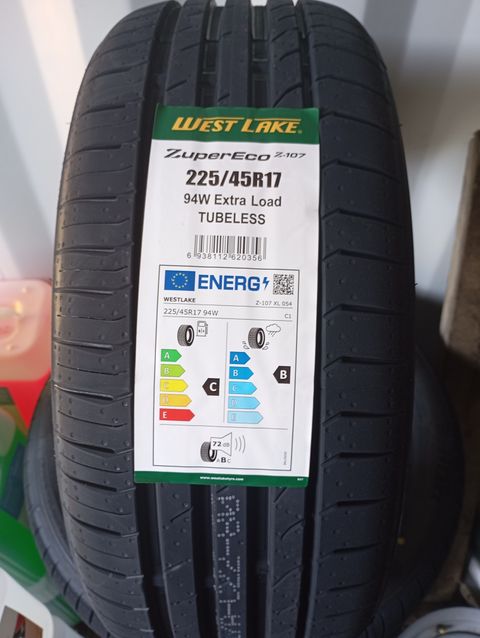 WEST LAKE
ZuperEco Z-107
225/45R17
94W Extra Load
TUBELESS
6 938112 620356
ENERG
WESTLAKE
Z-107 XL 054
225/45R17 94W
C1
A
B
C
D
E
C
A
B
C
D
E
B
72 dB
ABC
www.westlaketyre.com